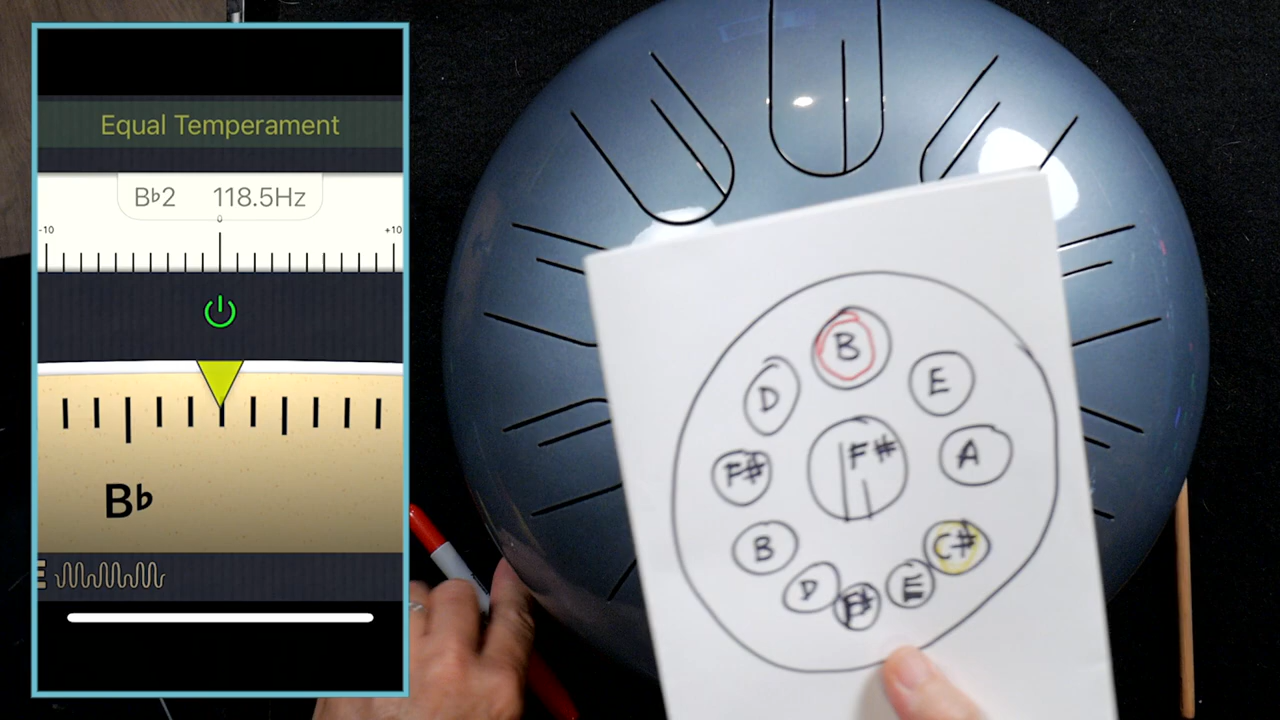 Equal Temperament
B♭2 118.5Hz
0
-10 +10
B♭
E
B
D E
F# F# A
B C#
D F# E